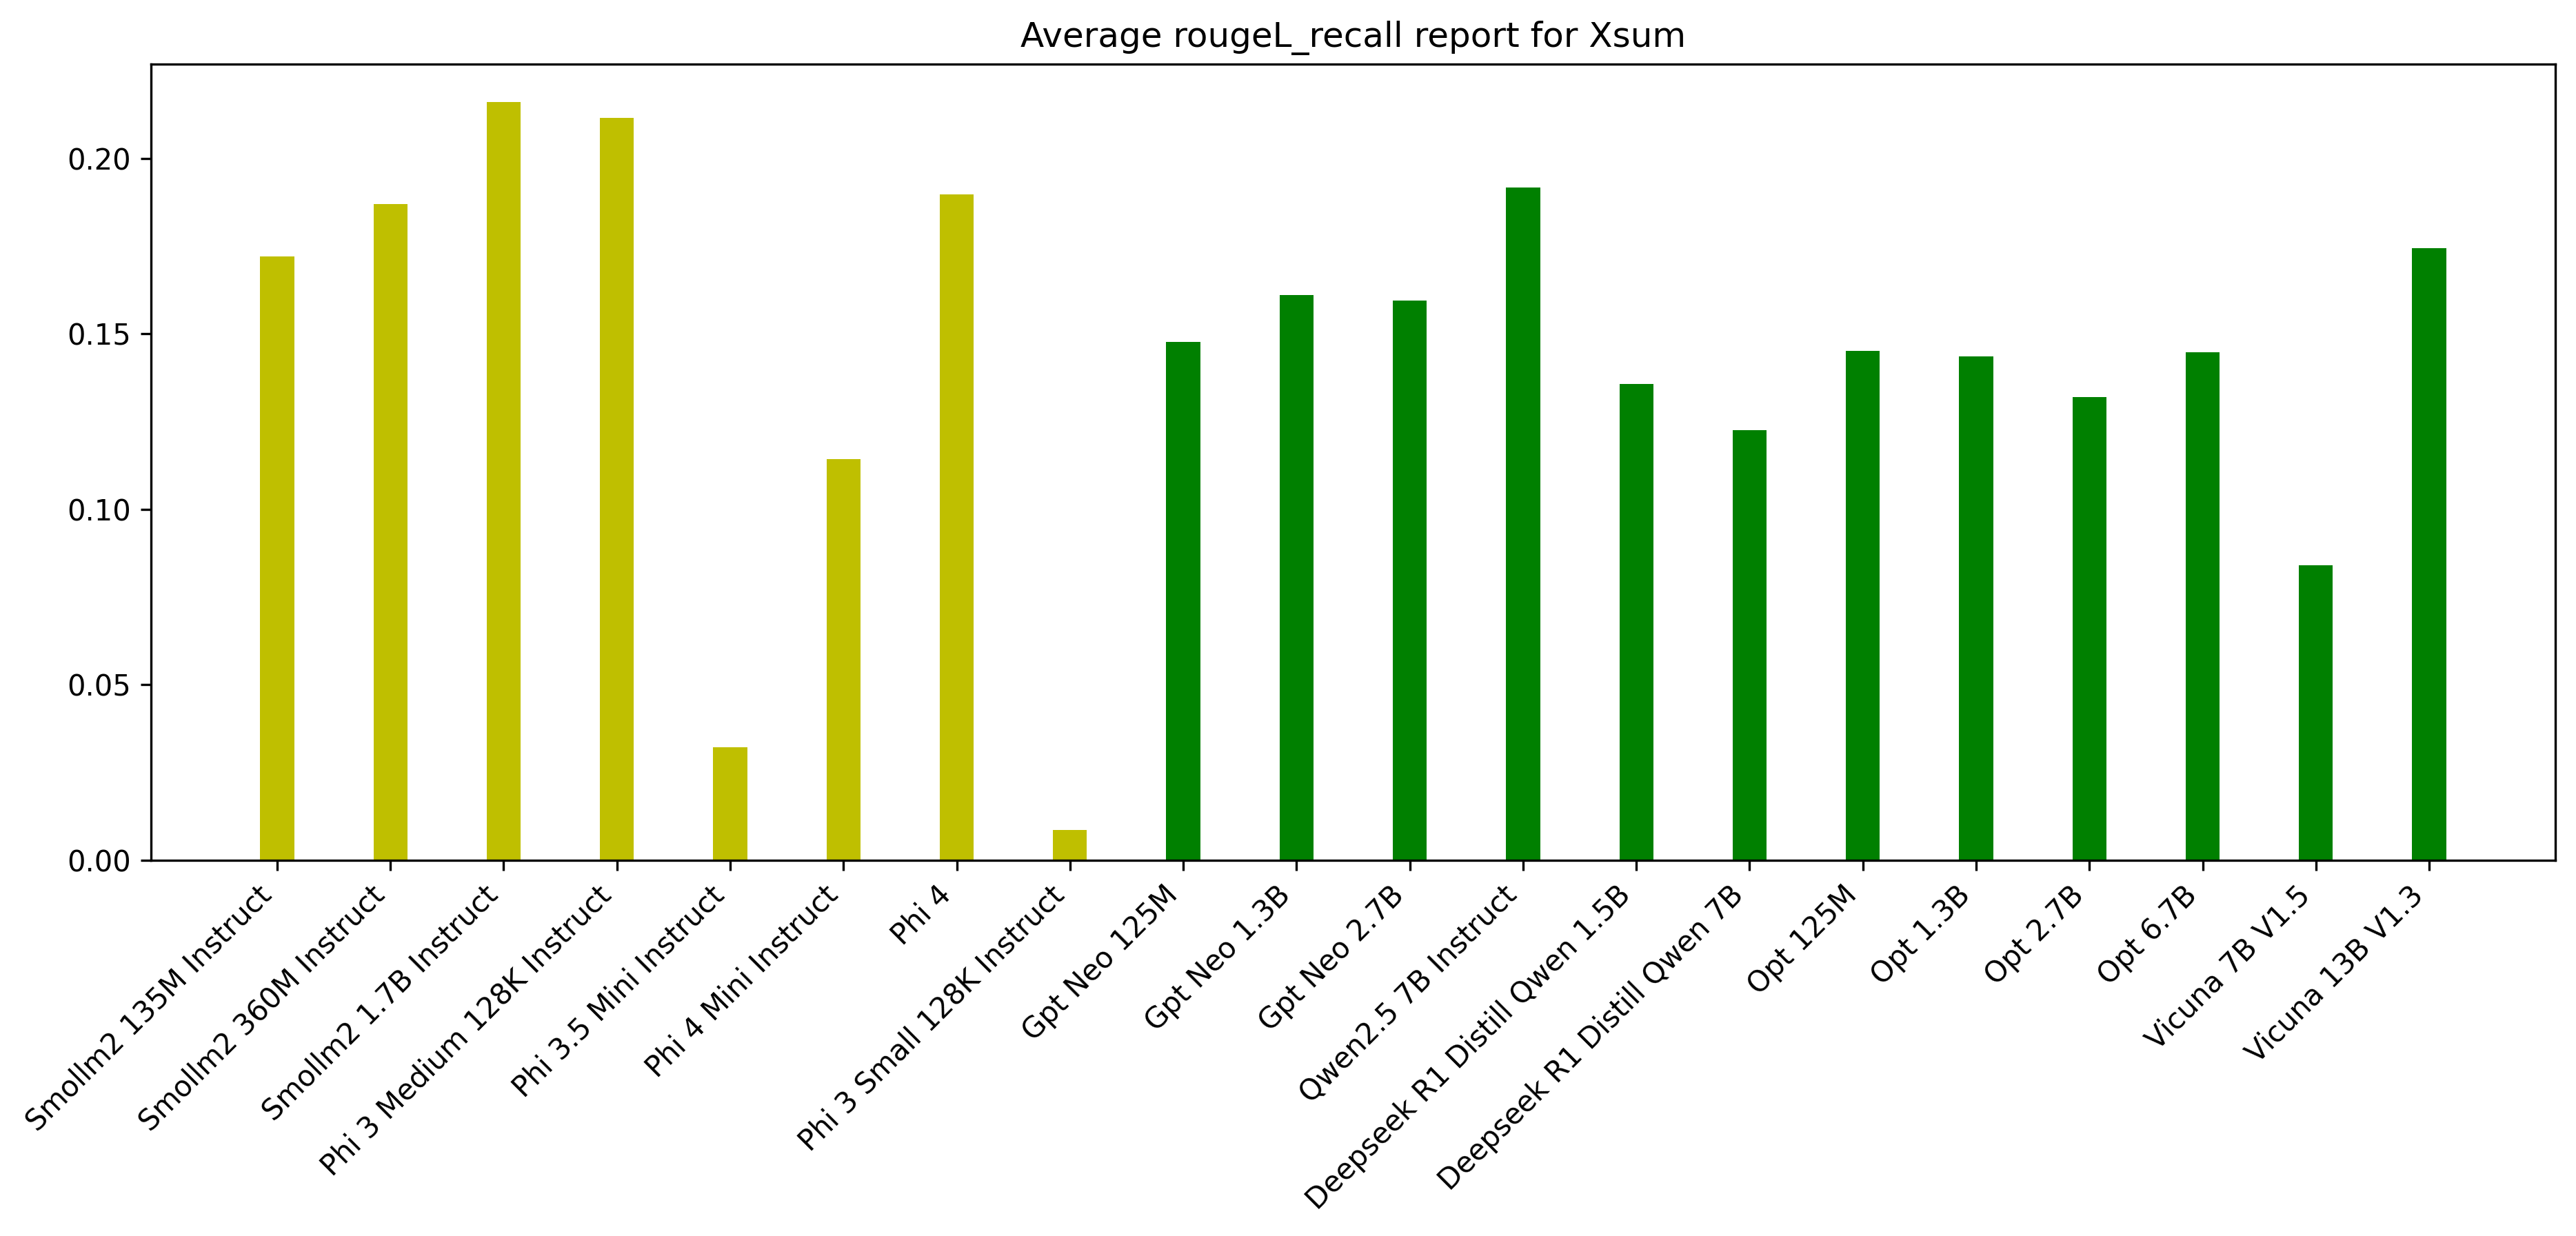 Average rougeL_recall report for Xsum
0.20
0.15
0.10
0.05
0.00
Smollm2 135M Instruct
Smollm2 360M Instruct
Smollm2 1.7B Instruct
Phi 3 Medium 128K Instruct
Phi 3.5 Mini Instruct
Phi 4 Mini Instruct
Phi 4
Phi 3 Small 128K Instruct
Gpt Neo 125M
Gpt Neo 1.3B
Gpt Neo 2.7B
Qwen2.5 7B Instruct
Deepseek R1 Distill Qwen 1.5B
Deepseek R1 Distill Qwen 7B
Opt 125M
Opt 1.3B
Opt 2.7B
Opt 6.7B
Vicuna 7B V1.5
Vicuna 13B V1.3